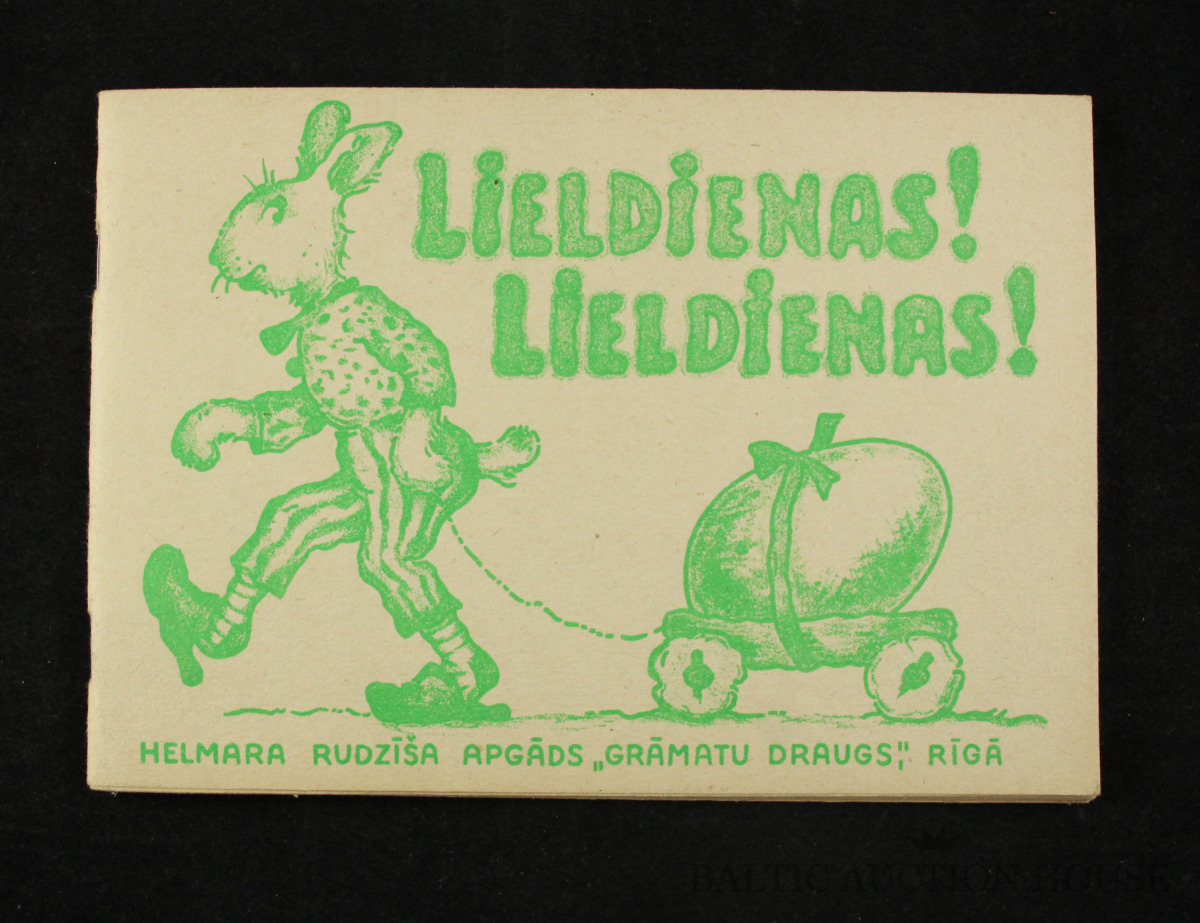 LiELDiENAS!
LiELDiENAS!
HELMARA RUDZĪŠA APGĀDS „GRĀMATU DRAUGS”, RĪGĀ
BALTIC AUCTION HOUSE